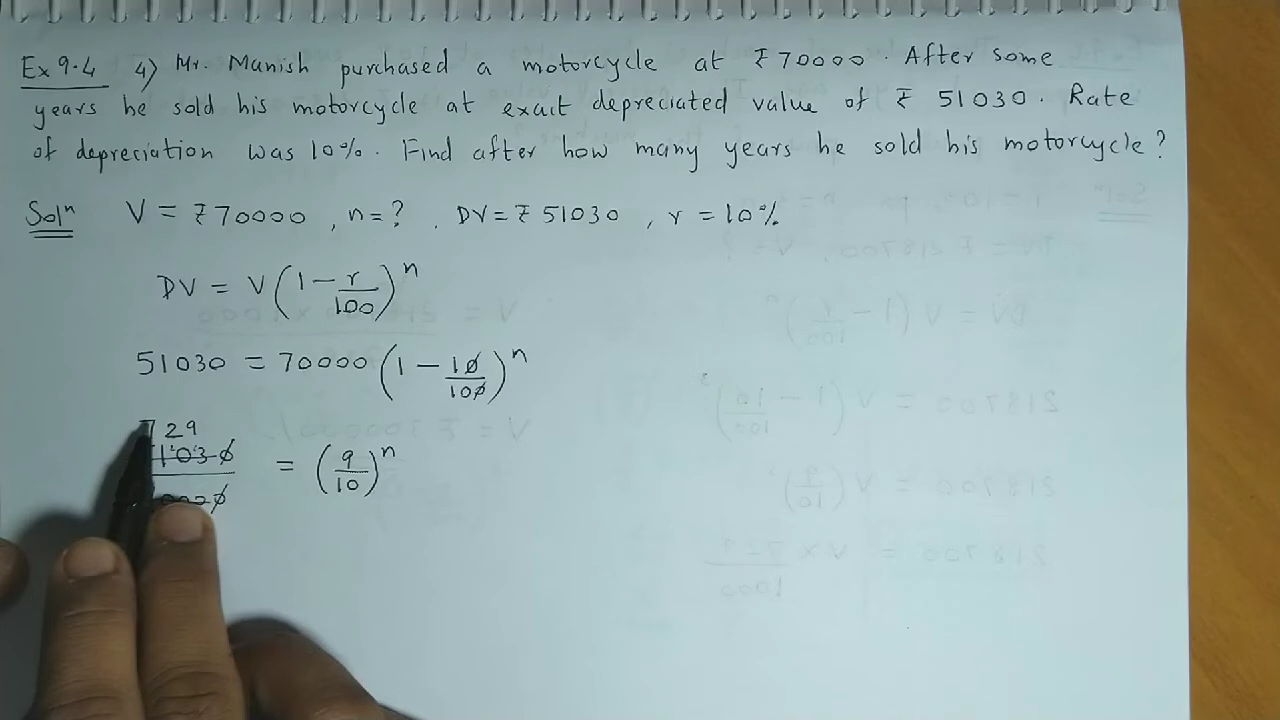 Ex 9.4 4) Mr. Manish purchased a motorcycle at ₹70000. After some
years he sold his motorcycle at exact depreciated value of ₹ 51030. Rate
of depreciation was 10%. Find after how many years he sold his motorcycle?
Solⁿ V = ₹70000, n = ?, DV = ₹ 51030, r = 10%
DV = V(1 - r/100)ⁿ
51030 = 70000(1 - 10/100)ⁿ
729
1030 / 0000 = (9/10)ⁿ